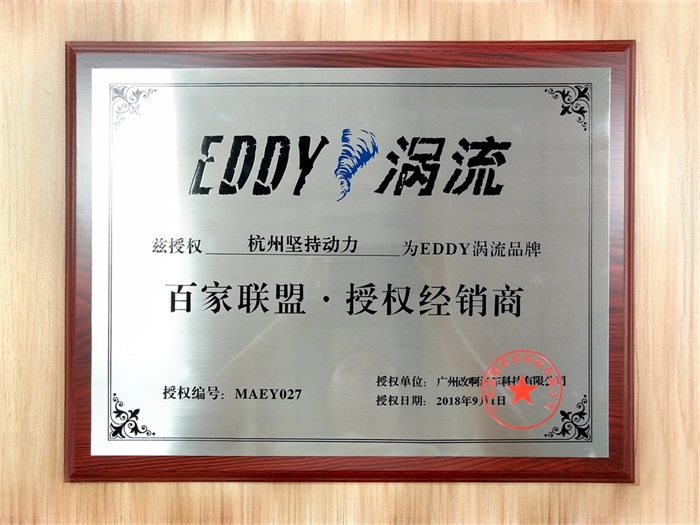 EDDY 涡流
兹授权 杭州坚持动力 为EDDY涡流品牌
百家联盟·授权经销商
授权编号：MAEY027
授权单位：广州改啊汽车科技有限公司
授权日期：2018年9月1日